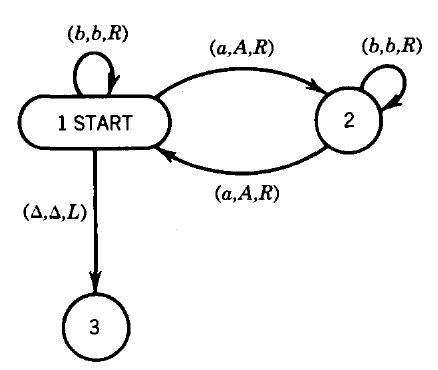 (b,b,R)
(a,A,R)
(b,b,R)
1 START
2
(a,A,R)
(Δ,Δ,L)
3